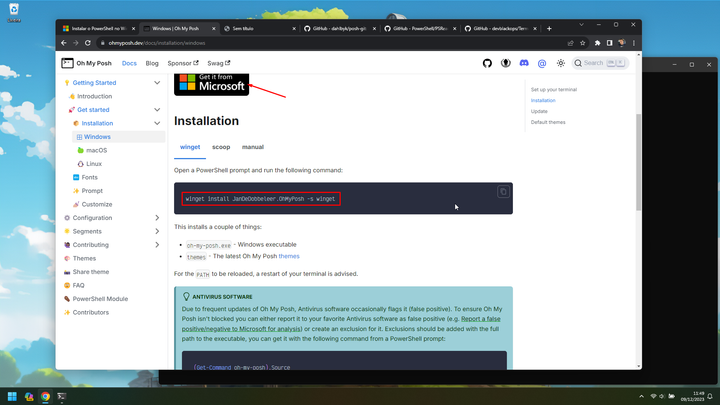 Instalar o PowerShell no W
Windows | Oh My Posh
Sem título
GitHub - dahlbyk/posh-gi
GitHub - PowerShell/PSRe
GitHub - devblackops/Ter
ohmyposh.dev/docs/installation/windows
Oh My Posh
Docs
Blog
Sponsor
Swag
Search
Getting Started
Introduction
Get started
Installation
Windows
macOS
Linux
Fonts
Prompt
Customize
Configuration
Segments
Contributing
Themes
Share theme
FAQ
PowerShell Module
Contributors
Get it from
Microsoft
Installation
winget
scoop
manual
Open a PowerShell prompt and run the following command:
winget install JanDeDobbeleer.OhMyPosh -s winget
This installs a couple of things:
oh-my-posh.exe - Windows executable
themes - The latest Oh My Posh themes
For the PATH to be reloaded, a restart of your terminal is advised.
ANTIVIRUS SOFTWARE
Due to frequent updates of Oh My Posh, Antivirus software occasionally flags it (false positive). To ensure Oh My
Posh isn't blocked you can either report it to your favorite Antivirus software as false positive (e.g. Report a false
positive/negative to Microsoft for analysis) or create an exclusion for it. Exclusions should be added with the full
path to the executable, you can get it with the following command from a PowerShell prompt:
(Get-Command oh-my-posh).Source
Set up your terminal
Installation
Update
Default themes
11:49
09/12/2023